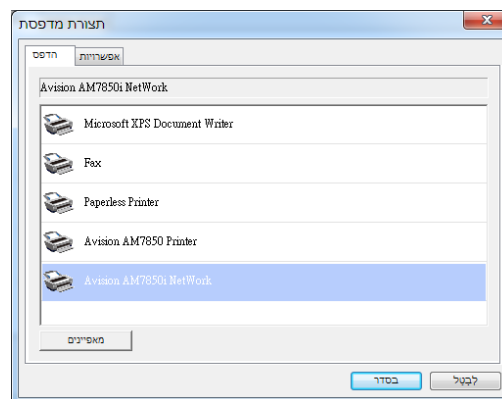 תצורת מדפסת
הדפס
אפשרויות
Avision AM7850i NetWork
Microsoft XPS Document Writer
Fax
Paperless Printer
Avision AM7850 Printer
Avision AM7850i NetWork
מאפיינים
בסדר
לְבַטֵל